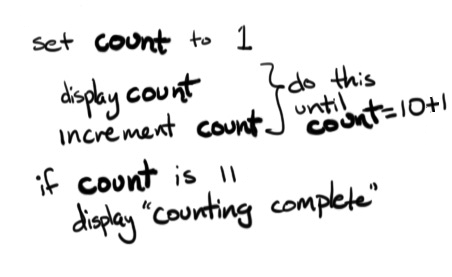 set count to 1
display count
increment count
do this
until
count=10+1
if count is 11
display "counting complete"